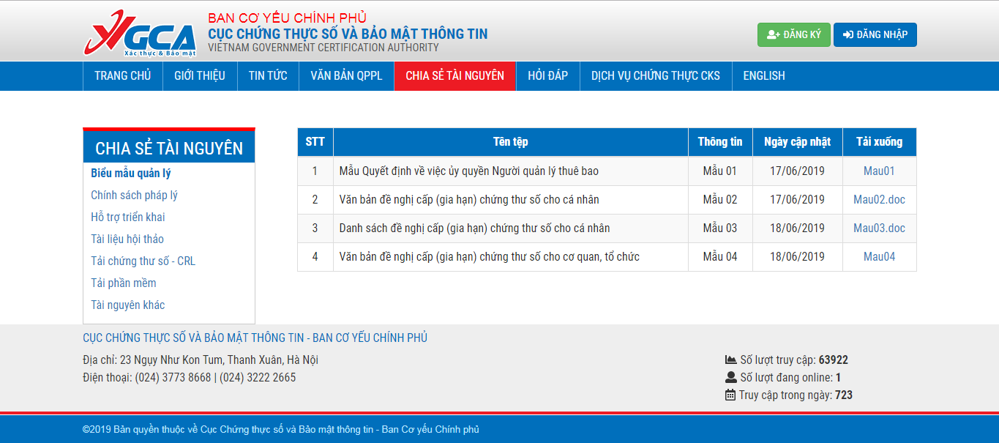 VGCA
Xác thực & Bảo mật
BAN CƠ YẾU CHÍNH PHỦ
CỤC CHỨNG THỰC SỐ VÀ BẢO MẬT THÔNG TIN
VIETNAM GOVERNMENT CERTIFICATION AUTHORITY
ĐĂNG KÝ ĐĂNG NHẬP
TRANG CHỦ GIỚI THIỆU TIN TỨC VĂN BẢN QPPL CHIA SẺ TÀI NGUYÊN HỎI ĐÁP DỊCH VỤ CHỨNG THỰC CKS ENGLISH
CHIA SẺ TÀI NGUYÊN
Biểu mẫu quản lý
Chính sách pháp lý
Hỗ trợ triển khai
Tài liệu hội thảo
Tải chứng thư số - CRL
Tải phần mềm
Tài nguyên khác
STT Tên tệp Thông tin Ngày cập nhật Tải xuống
1 Mẫu Quyết định về việc ủy quyền Người quản lý thuê bao Mẫu 01 17/06/2019 Mau01
2 Văn bản đề nghị cấp (gia hạn) chứng thư số cho cá nhân Mẫu 02 17/06/2019 Mau02.doc
3 Danh sách đề nghị cấp (gia hạn) chứng thư số cho cá nhân Mẫu 03 18/06/2019 Mau03.doc
4 Văn bản đề nghị cấp (gia hạn) chứng thư số cho cơ quan, tổ chức Mẫu 04 18/06/2019 Mau04
CỤC CHỨNG THỰC SỐ VÀ BẢO MẬT THÔNG TIN - BAN CƠ YẾU CHÍNH PHỦ
Địa chỉ: 23 Ngụy Như Kon Tum, Thanh Xuân, Hà Nội
Điện thoại: (024) 3773 8668 | (024) 3222 2665
Số lượt truy cập: 63922
Số lượt đang online: 1
Truy cập trong ngày: 723
©2019 Bản quyền thuộc về Cục Chứng thực số và Bảo mật thông tin - Ban Cơ yếu Chính phủ